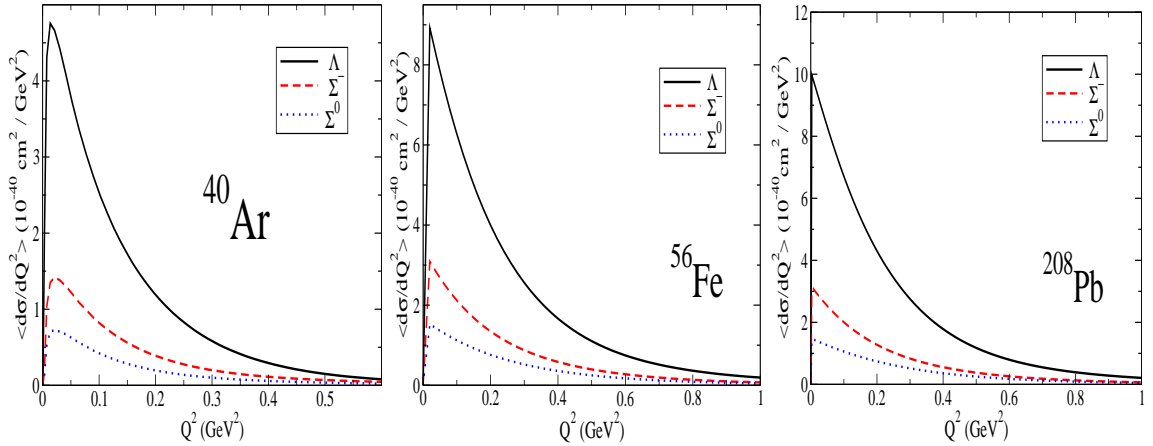 <dσ/dQ²> (10⁻⁴⁰ cm² / GeV²)
4
3
2
1
0
Λ
Σ⁻
Σ⁰
⁴⁰Ar
0 0.1 0.2 0.3 0.4 0.5
Q² (GeV²)
<dσ/dQ²> (10⁻⁴⁰ cm² / GeV²)
8
6
4
2
0
Λ
Σ⁻
Σ⁰
⁵⁶Fe
0 0.2 0.4 0.6 0.8 1
Q² (GeV²)
<dσ/dQ²> (10⁻⁴⁰cm² / GeV²)
12
10
8
6
4
2
0
Λ
Σ⁻
Σ⁰
²⁰⁸Pb
0 0.2 0.4 0.6 0.8 1
Q² (GeV²)